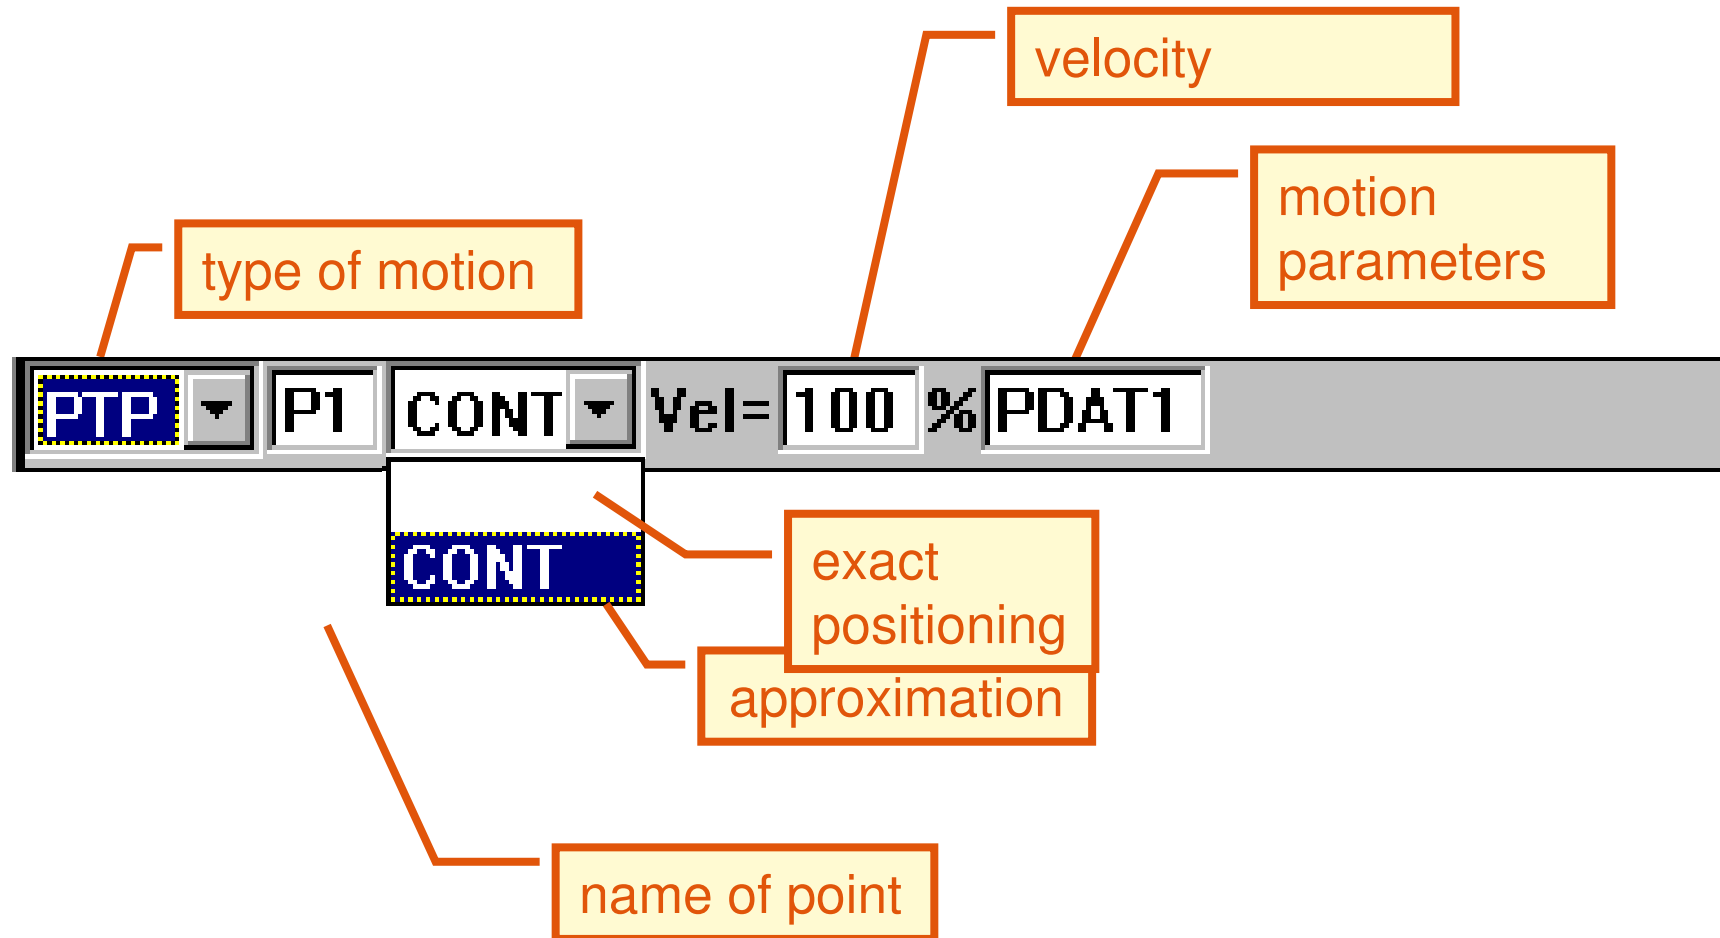 velocity
motion
parameters
type of motion
PTP P1 CONT Vel= 100 % PDAT1
CONT
exact
positioning
approximation
name of point